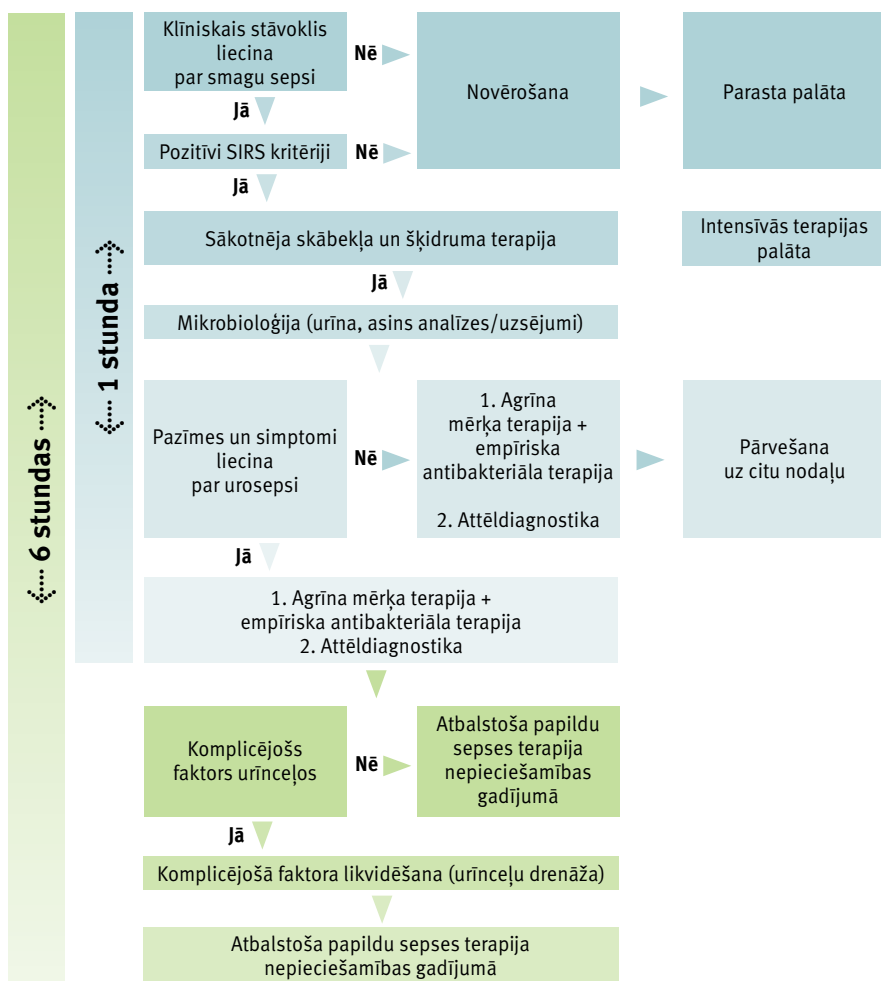 Klīniskais stāvoklis
liecina
par smagu sepsi
Nē
Novērošana
Parasta palāta
Jā
Pozitīvi SIRS kritēriji
Nē
Jā
Sākotnēja skābekļa un šķidruma terapija
Intensīvās terapijas
palāta
Jā
Mikrobioloģija (urīna, asins analīzes/uzsējumi)
1 stunda
6 stundas
Pazīmes un simptomi
liecina
par urosepsi
Nē
1. Agrīna
mērķa terapija +
empīriska
antibakteriāla terapija
2. Attēldiagnostika
Pārvešana
uz citu nodaļu
Jā
1. Agrīna mērķa terapija +
empīriska antibakteriāla terapija
2. Attēldiagnostika
Komplicējošs
faktors urīnceļos
Nē
Atbalstoša papildu
sepses terapija
nepieciešamības
gadījumā
Jā
Komplicējošā faktora likvidēšana (urīnceļu drenāža)
Atbalstoša papildu sepses terapija
nepieciešamības gadījumā